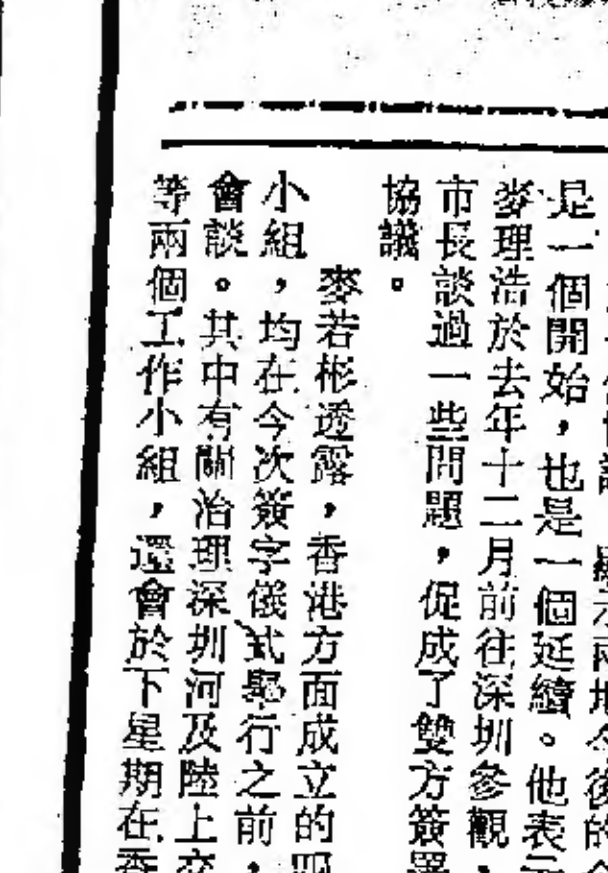 是一個開始，也是一個延續。他表示
麥理浩於去年十二月前往深圳參觀，
市長談過一些問題，促成了雙方簽署
協議。
麥若彬透露，香港方面成立的四
小組，均在今次簽字儀式舉行之前，
會談。其中有關治理深圳河及陸上交
等兩個工作小組，還會於下星期在香